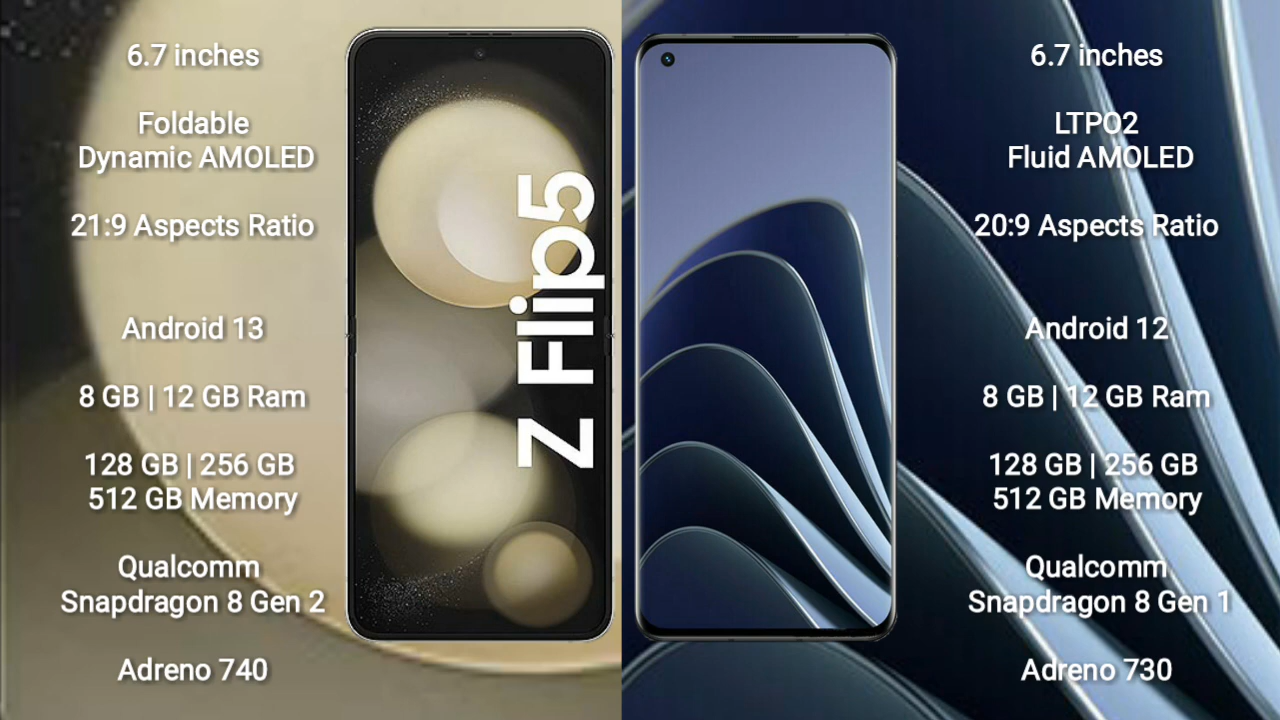 6.7 inches
Foldable
Dynamic AMOLED
21:9 Aspects Ratio
Android 13
8 GB | 12 GB Ram
128 GB | 256 GB
512 GB Memory
Qualcomm
Snapdragon 8 Gen 2
Adreno 740
Z Flip5
6.7 inches
LTPO2
Fluid AMOLED
20:9 Aspects Ratio
Android 12
8 GB | 12 GB Ram
128 GB | 256 GB
512 GB Memory
Qualcomm
Snapdragon 8 Gen 1
Adreno 730